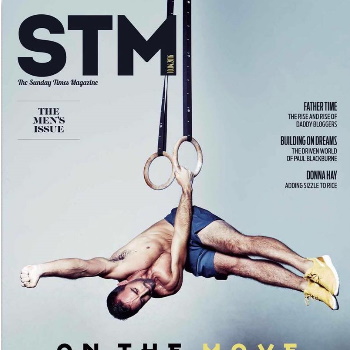 STM
The Sunday Times Magazine
THE
MEN'S
ISSUE
FATHER TIME
THE RISE AND RISE OF
DADDY BLOGGERS
BUILDING ON DREAMS
THE DRIVEN WORLD
OF PAUL BLACKBURNE
DONNA HAY
ADDING SIZZLE TO RICE
ON THE MOVE